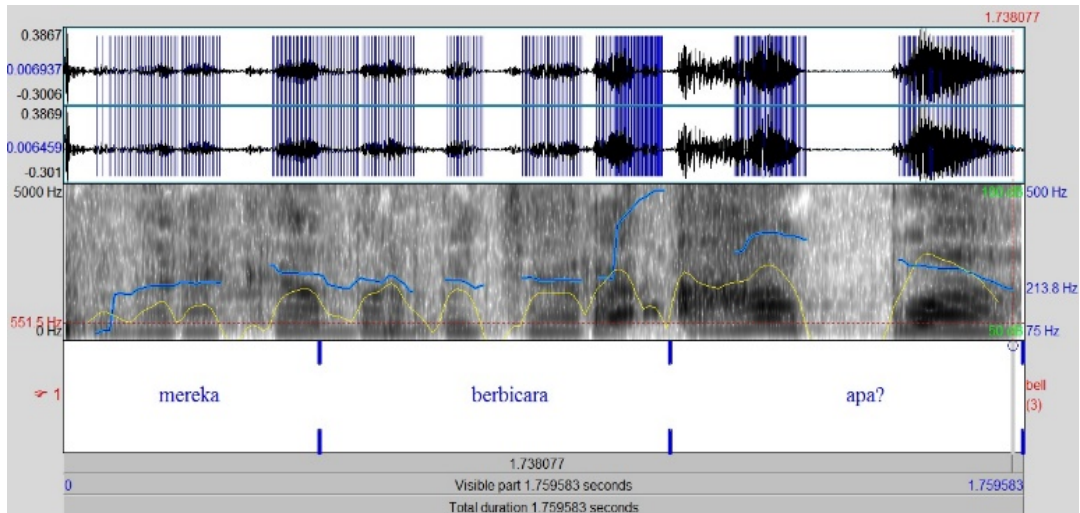 1.738077
0.3867
0.006937
-0.3006
0.3869
0.006459
-0.301
5000 Hz
500 Hz
551.5 Hz
213.8 Hz
0 Hz
75 Hz
1
mereka
berbicara
apa?
bell
(3)
1.738077
0
Visible part 1.759583 seconds
1.759583
Total duration 1.759583 seconds